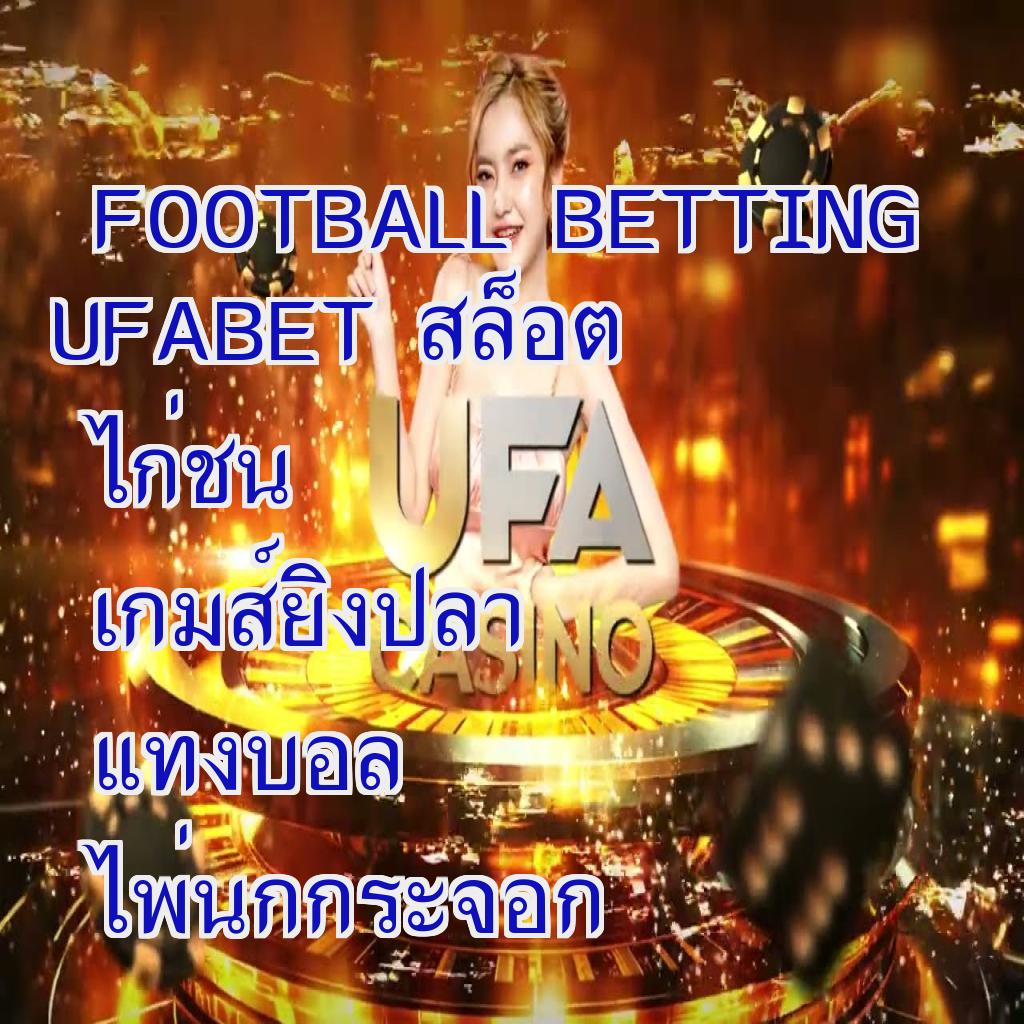 FOOTBALL BETTING
UFABET สล็อต
ไก่ชน
UFA
เกมส์ยิงปลา
CASINO
แทงบอล
ไพ่นกกระจอก